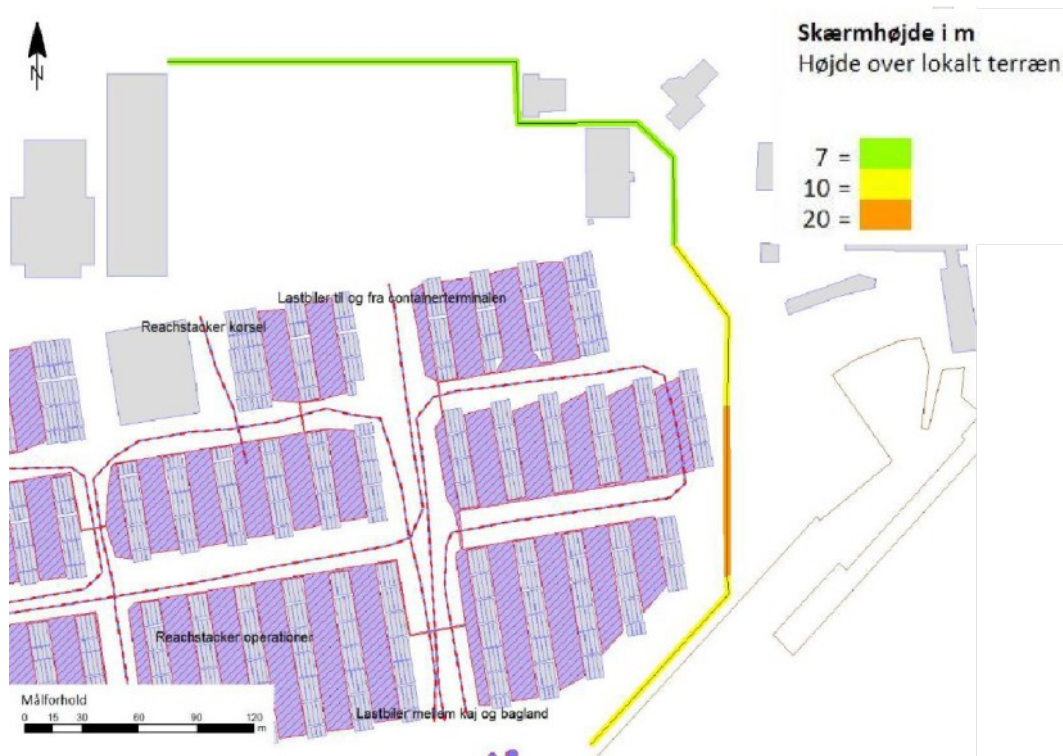 N
Skærmhøjde i m
Højde over lokalt terræn
7 =
10 =
20 =
Lastbiler til og fra containerterminalen
Reachstacker kørsel
Reachstacker operationer
Lastbiler mellem kaj og bagland
Målforhold
0 15 30 60 90 120
m